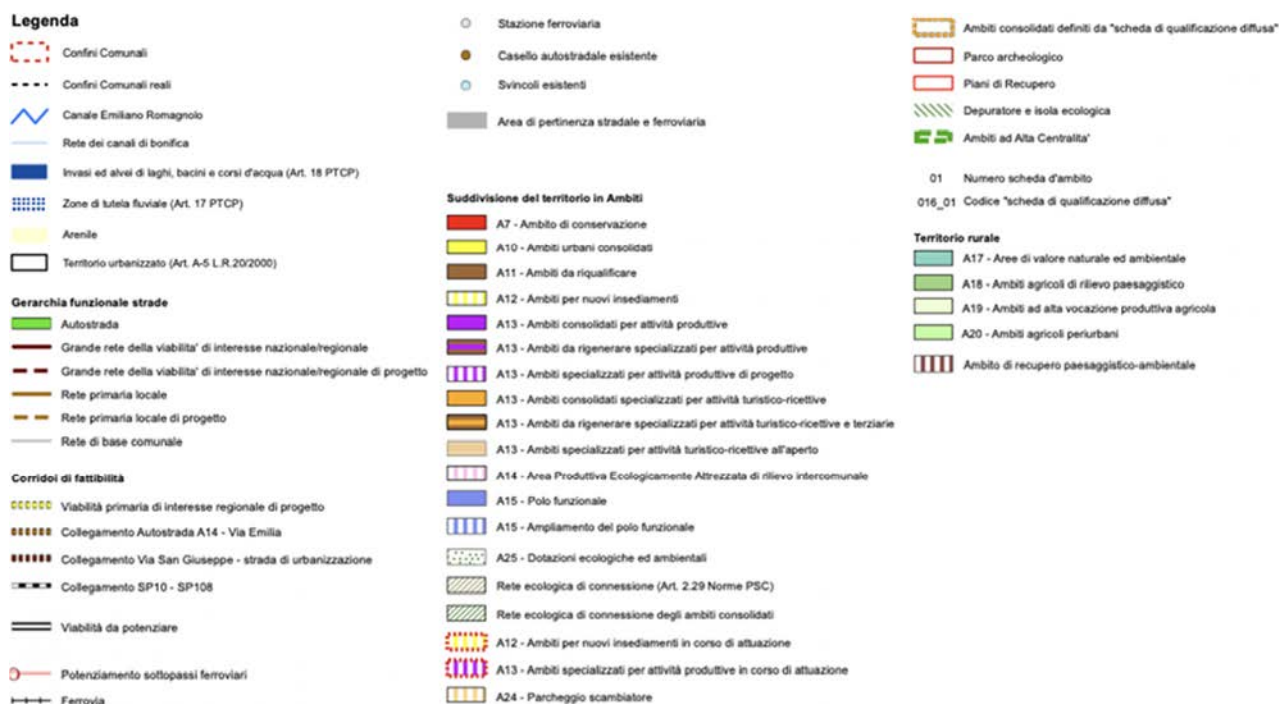 Legenda
Confini Comunali
Confini Comunali reali
Canale Emiliano Romagnolo
Rete dei canali di bonifica
Invasi ed alvei di laghi, bacini e corsi d'acqua (Art. 18 PTCP)
Zone di tutela fluviale (Art. 17 PTCP)
Arenile
Territorio urbanizzato (Art. A-5 L.R.20/2000)
Gerarchia funzionale strade
Autostrada
Grande rete della viabilita' di interesse nazionale/regionale
Grande rete della viabilita' di interesse nazionale/regionale di progetto
Rete primaria locale
Rete primaria locale di progetto
Rete di base comunale
Corridoi di fattibilità
Viabilità primaria di interesse regionale di progetto
Collegamento Autostrada A14 - Via Emilia
Collegamento Via San Giuseppe - strada di urbanizzazione
Collegamento SP10 - SP108
Viabilità da potenziare
Potenziamento sottopassi ferroviari
Ferrovia
Stazione ferroviaria
Casello autostradale esistente
Svincoli esistenti
Area di pertinenza stradale e ferroviaria
Suddivisione del territorio in Ambiti
A7 - Ambito di conservazione
A10 - Ambiti urbani consolidati
A11 - Ambiti da riqualificare
A12 - Ambiti per nuovi insediamenti
A13 - Ambiti consolidati per attività produttive
A13 - Ambiti da rigenerare specializzati per attività produttive
A13 - Ambiti specializzati per attività produttive di progetto
A13 - Ambiti consolidati specializzati per attività turistico-ricettive
A13 - Ambiti da rigenerare specializzati per attività turistico-ricettive e terziarie
A13 - Ambiti specializzati per attività turistico-ricettive all'aperto
A14 - Area Produttiva Ecologicamente Attrezzata di rilievo intercomunale
A15 - Polo funzionale
A15 - Ampliamento del polo funzionale
A25 - Dotazioni ecologiche ed ambientali
Rete ecologica di connessione (Art. 2.29 Norme PSC)
Rete ecologica di connessione degli ambiti consolidati
A12 - Ambiti per nuovi insediamenti in corso di attuazione
A13 - Ambiti specializzati per attività produttive in corso di attuazione
A24 - Parcheggio scambiatore
Ambiti consolidati definiti da "scheda di qualificazione diffusa"
Parco archeologico
Piani di Recupero
Depuratore e isola ecologica
Ambiti ad Alta Centralita'
01 Numero scheda d'ambito
016_01 Codice "scheda di qualificazione diffusa"
Territorio rurale
A17 - Aree di valore naturale ed ambientale
A18 - Ambiti agricoli di rilievo paesaggistico
A19 - Ambiti ad alta vocazione produttiva agricola
A20 - Ambiti agricoli periurbani
Ambito di recupero paesaggistico-ambientale